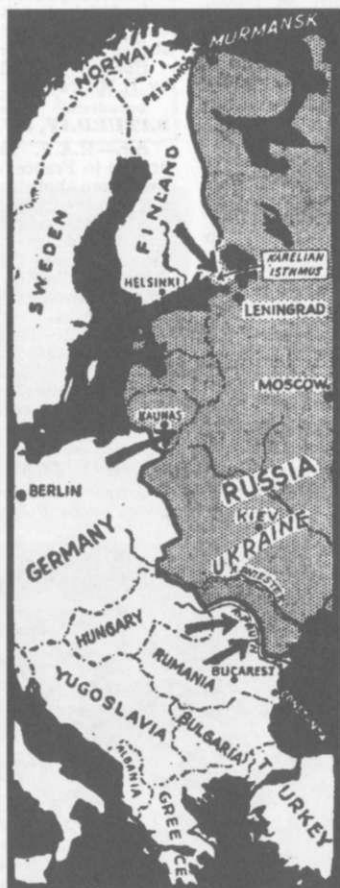 MURMANSK
NORWAY
PETSAMO
FINLAND
SWEDEN
KARELIAN
ISTHMUS
HELSINKI
LENINGRAD
MOSCOW
KAUNAS
RUSSIA
BERLIN
KIEV
UKRAINE
GERMANY
DNIESTER
PRUTH
HUNGARY
RUMANIA
BUCAREST
YUGOSLAVIA
BULGARIA
ALBANIA
GREECE
TURKEY